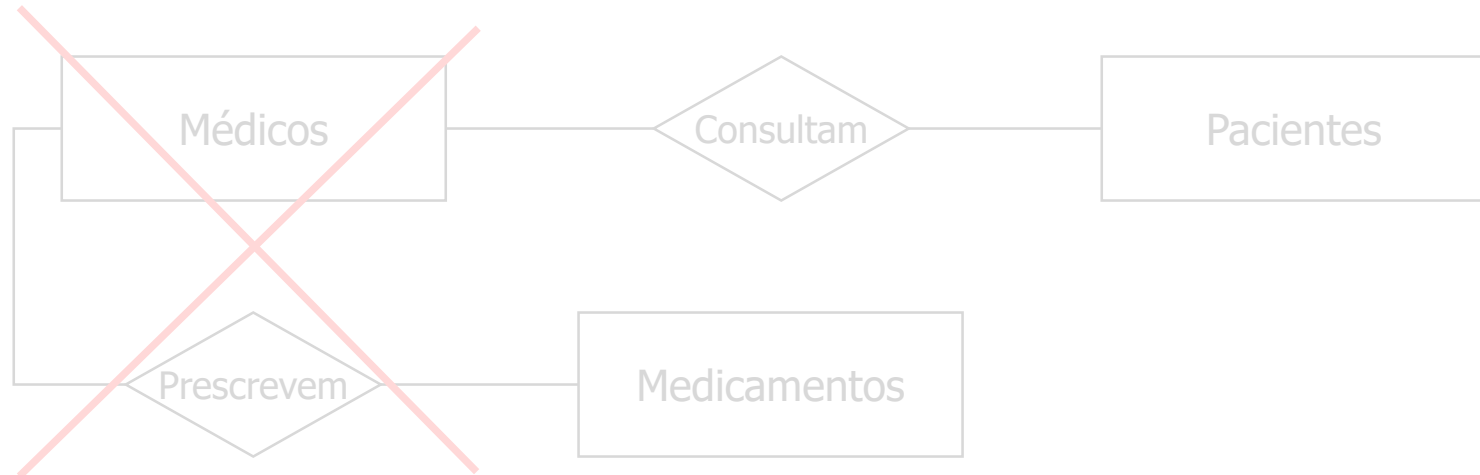 Médicos
Consultam
Pacientes
Prescrevem
Medicamentos